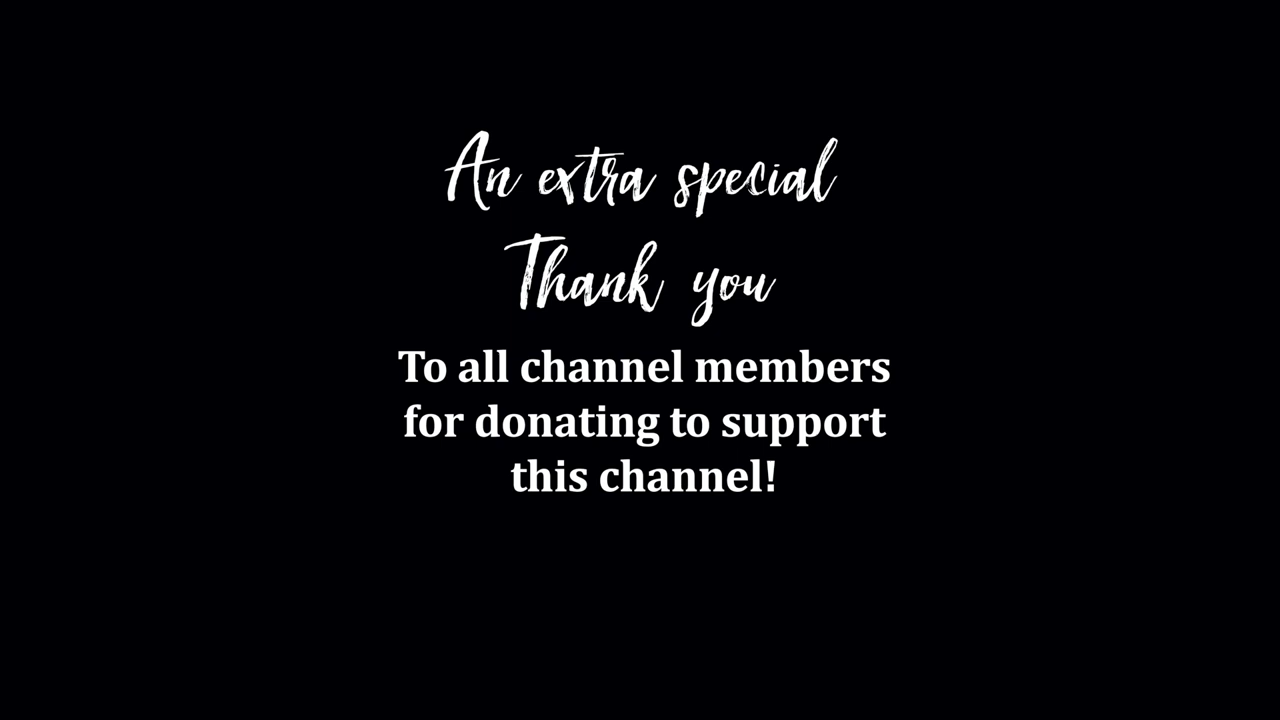 An extra special
Thank you
To all channel members
for donating to support
this channel!